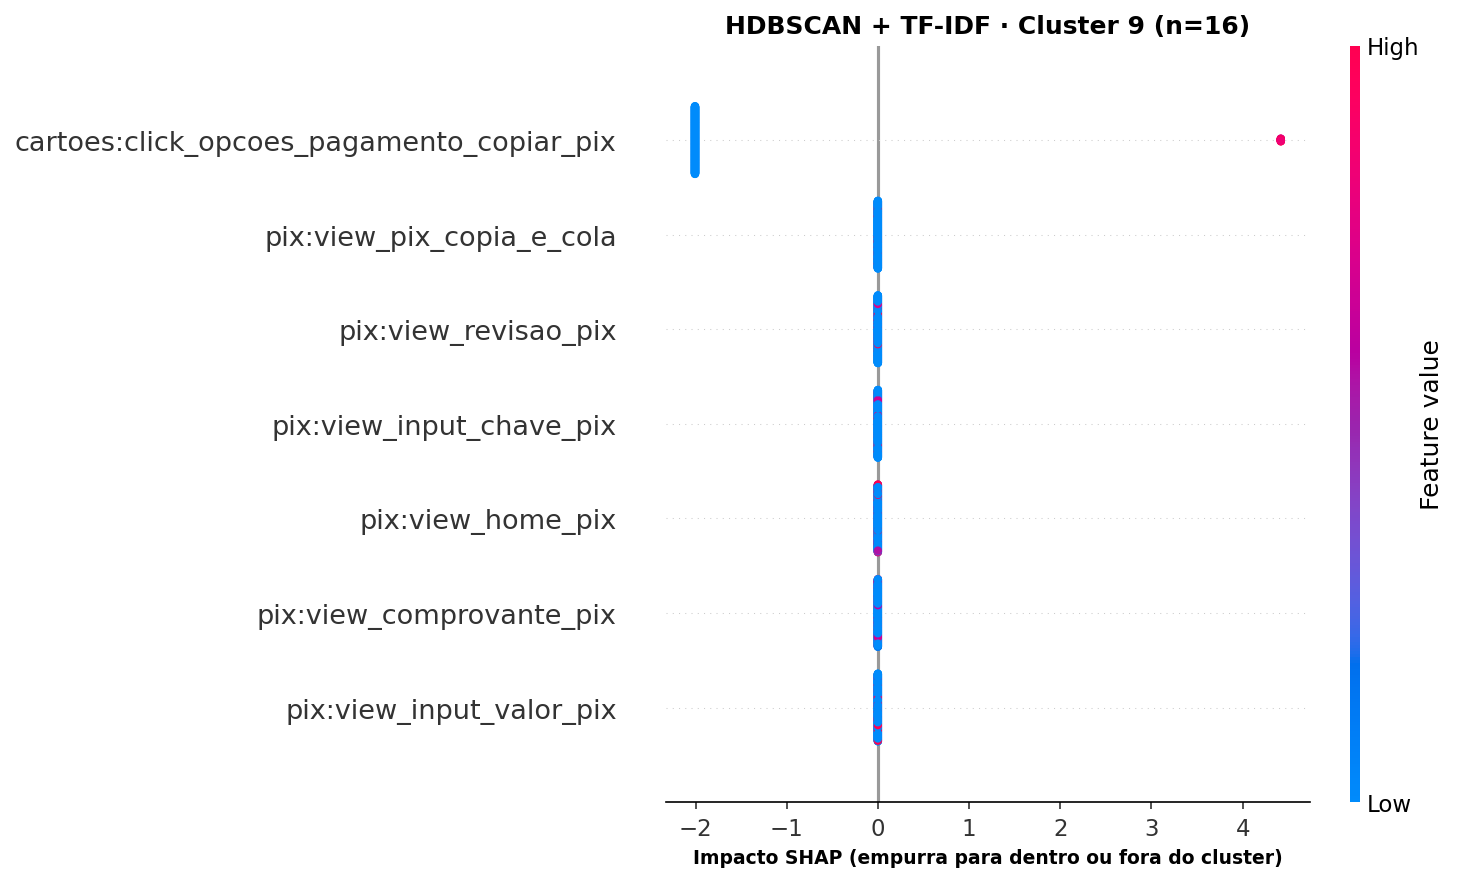 HDBSCAN + TF-IDF · Cluster 9 (n=16)
High
cartoes:click_opcoes_pagamento_copiar_pix
pix:view_pix_copia_e_cola
pix:view_revisao_pix
pix:view_input_chave_pix
Feature value
pix:view_home_pix
pix:view_comprovante_pix
pix:view_input_valor_pix
Low
−2 −1 0 1 2 3 4
Impacto SHAP (empurra para dentro ou fora do cluster)